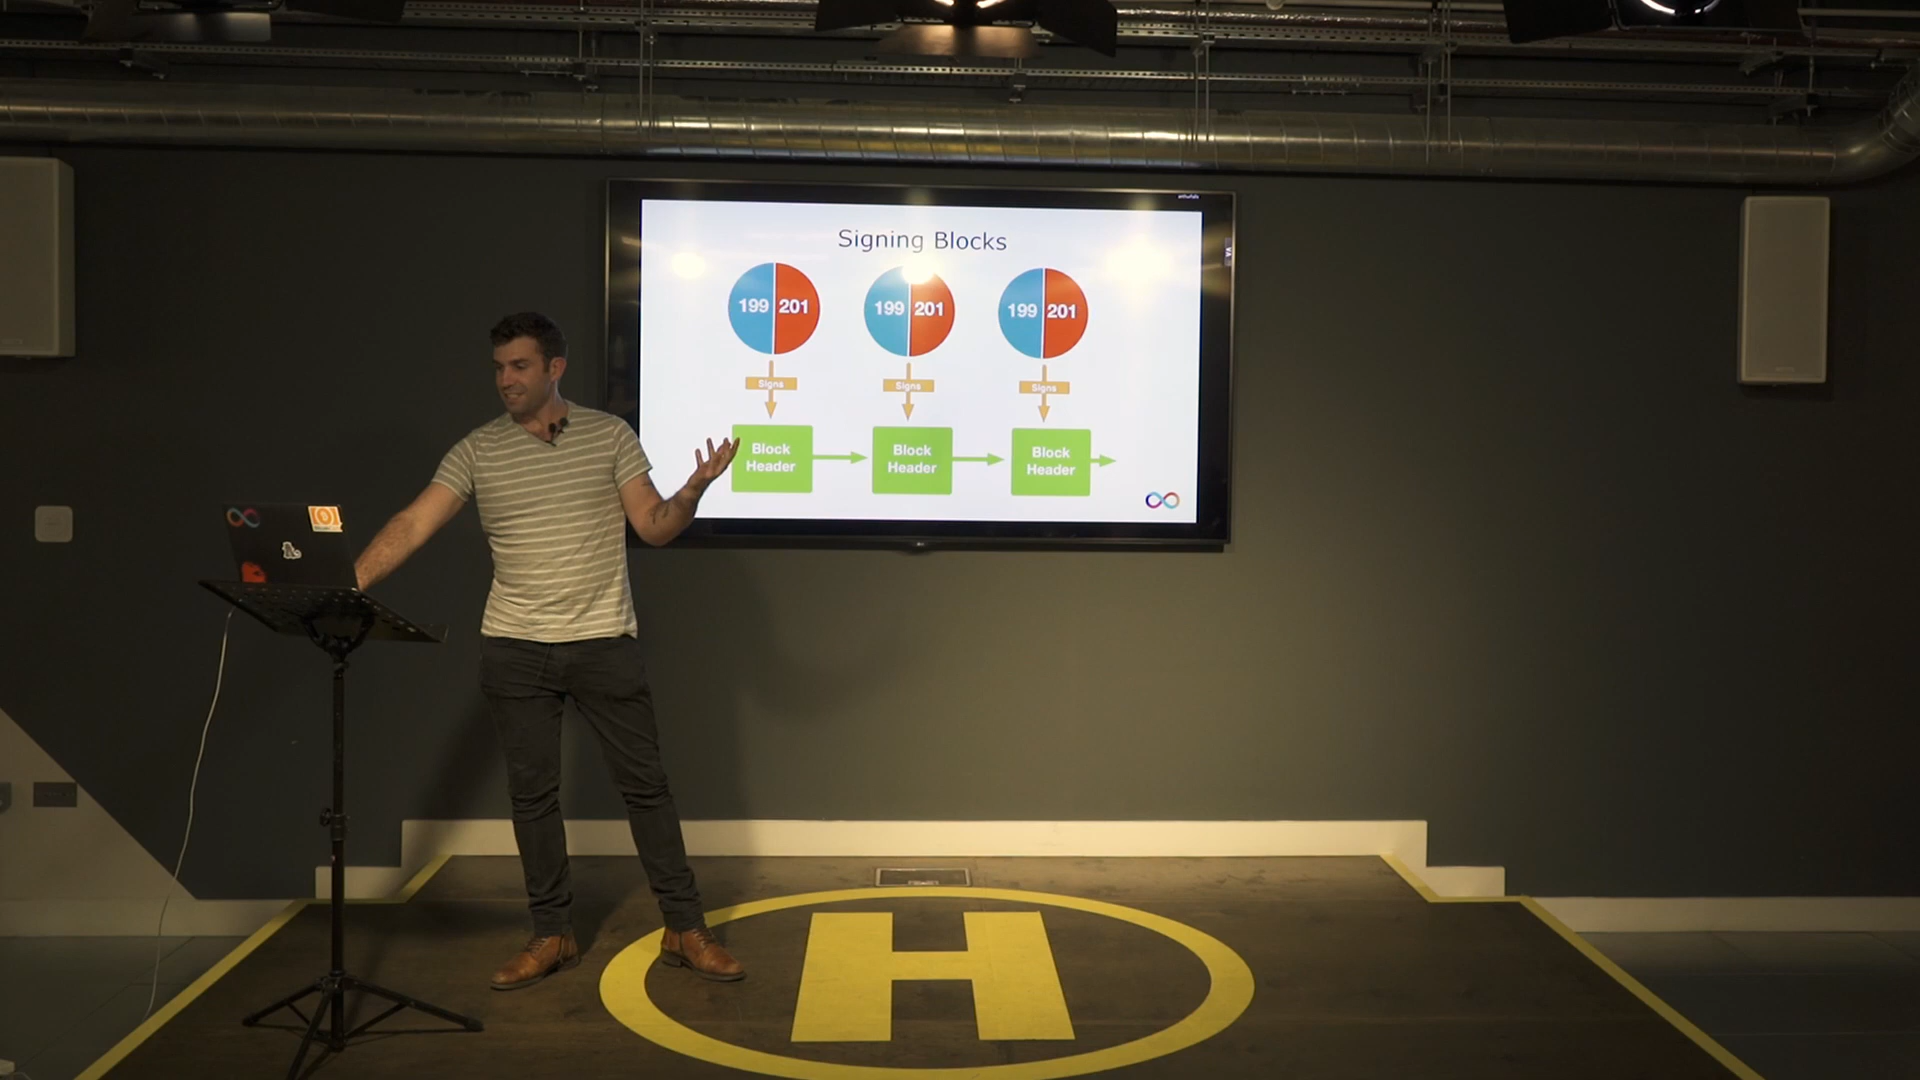 Signing Blocks
199 201
199 201
199 201
Signs
Signs
Signs
Block
Header
Block
Header
Block
Header
H